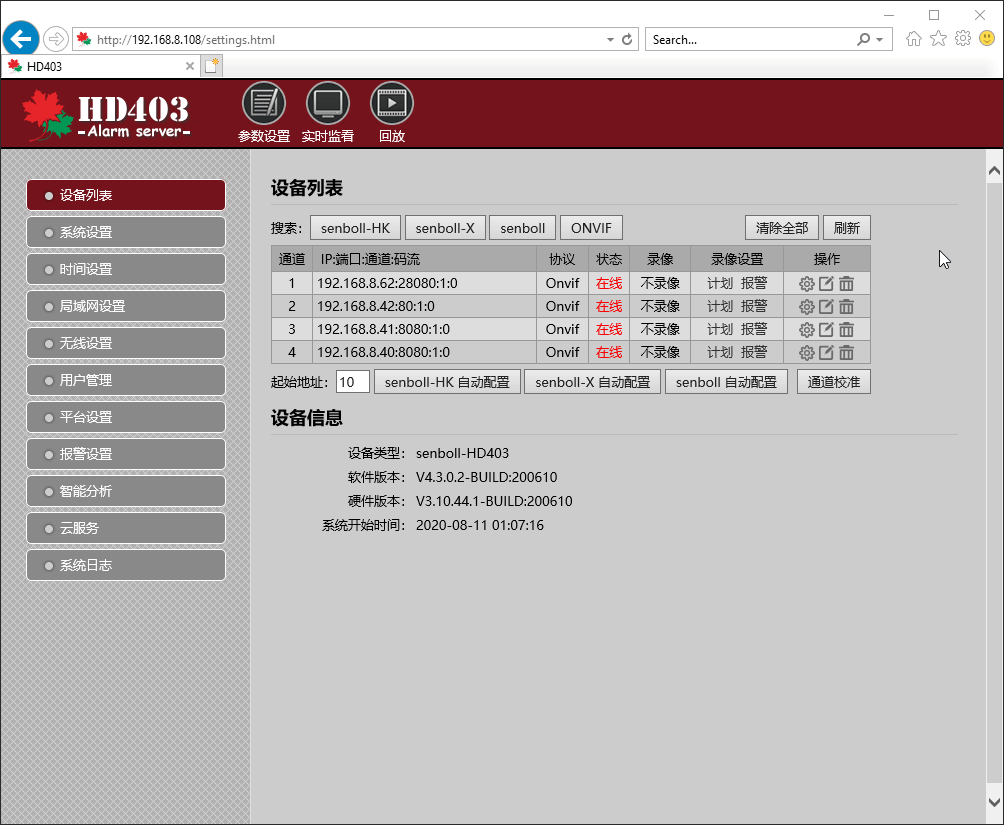 http://192.168.8.108/settings.html
Search...
HD403
HD403
-Alarm server-
参数设置 实时监看 回放
设备列表
系统设置
时间设置
局域网设置
无线设置
用户管理
平台设置
报警设置
智能分析
云服务
系统日志
设备列表
搜索: senboll-HK senboll-X senboll ONVIF 清除全部 刷新
通道 IP:端口:通道:码流 协议 状态 录像 录像设置 操作
1 192.168.8.62:28080:1:0 Onvif 在线 不录像 计划 报警
2 192.168.8.42:80:1:0 Onvif 在线 不录像 计划 报警
3 192.168.8.41:8080:1:0 Onvif 在线 不录像 计划 报警
4 192.168.8.40:8080:1:0 Onvif 在线 不录像 计划 报警
起始地址: 10 senboll-HK 自动配置 senboll-X 自动配置 senboll 自动配置 通道校准
设备信息
设备类型: senboll-HD403
软件版本: V4.3.0.2-BUILD:200610
硬件版本: V3.10.44.1-BUILD:200610
系统开始时间: 2020-08-11 01:07:16